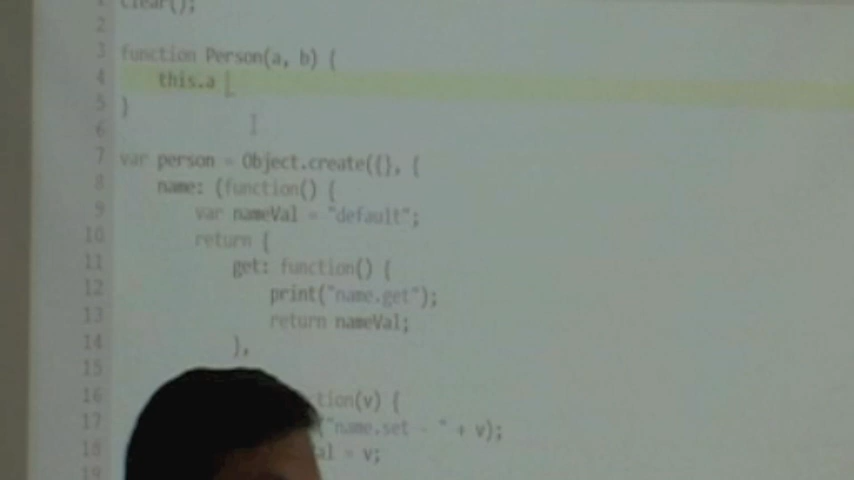 1 clear();
2
3 function Person(a, b) {
4 this.a
5 }
6
7 var person = Object.create({}, {
8 name: (function() {
9 var nameVal = "default";
10 return {
11 get: function() {
12 print("name.get");
13 return nameVal;
14 },
15
16 ction(v) {
17 "name.set - " + v);
18 al = v;
19